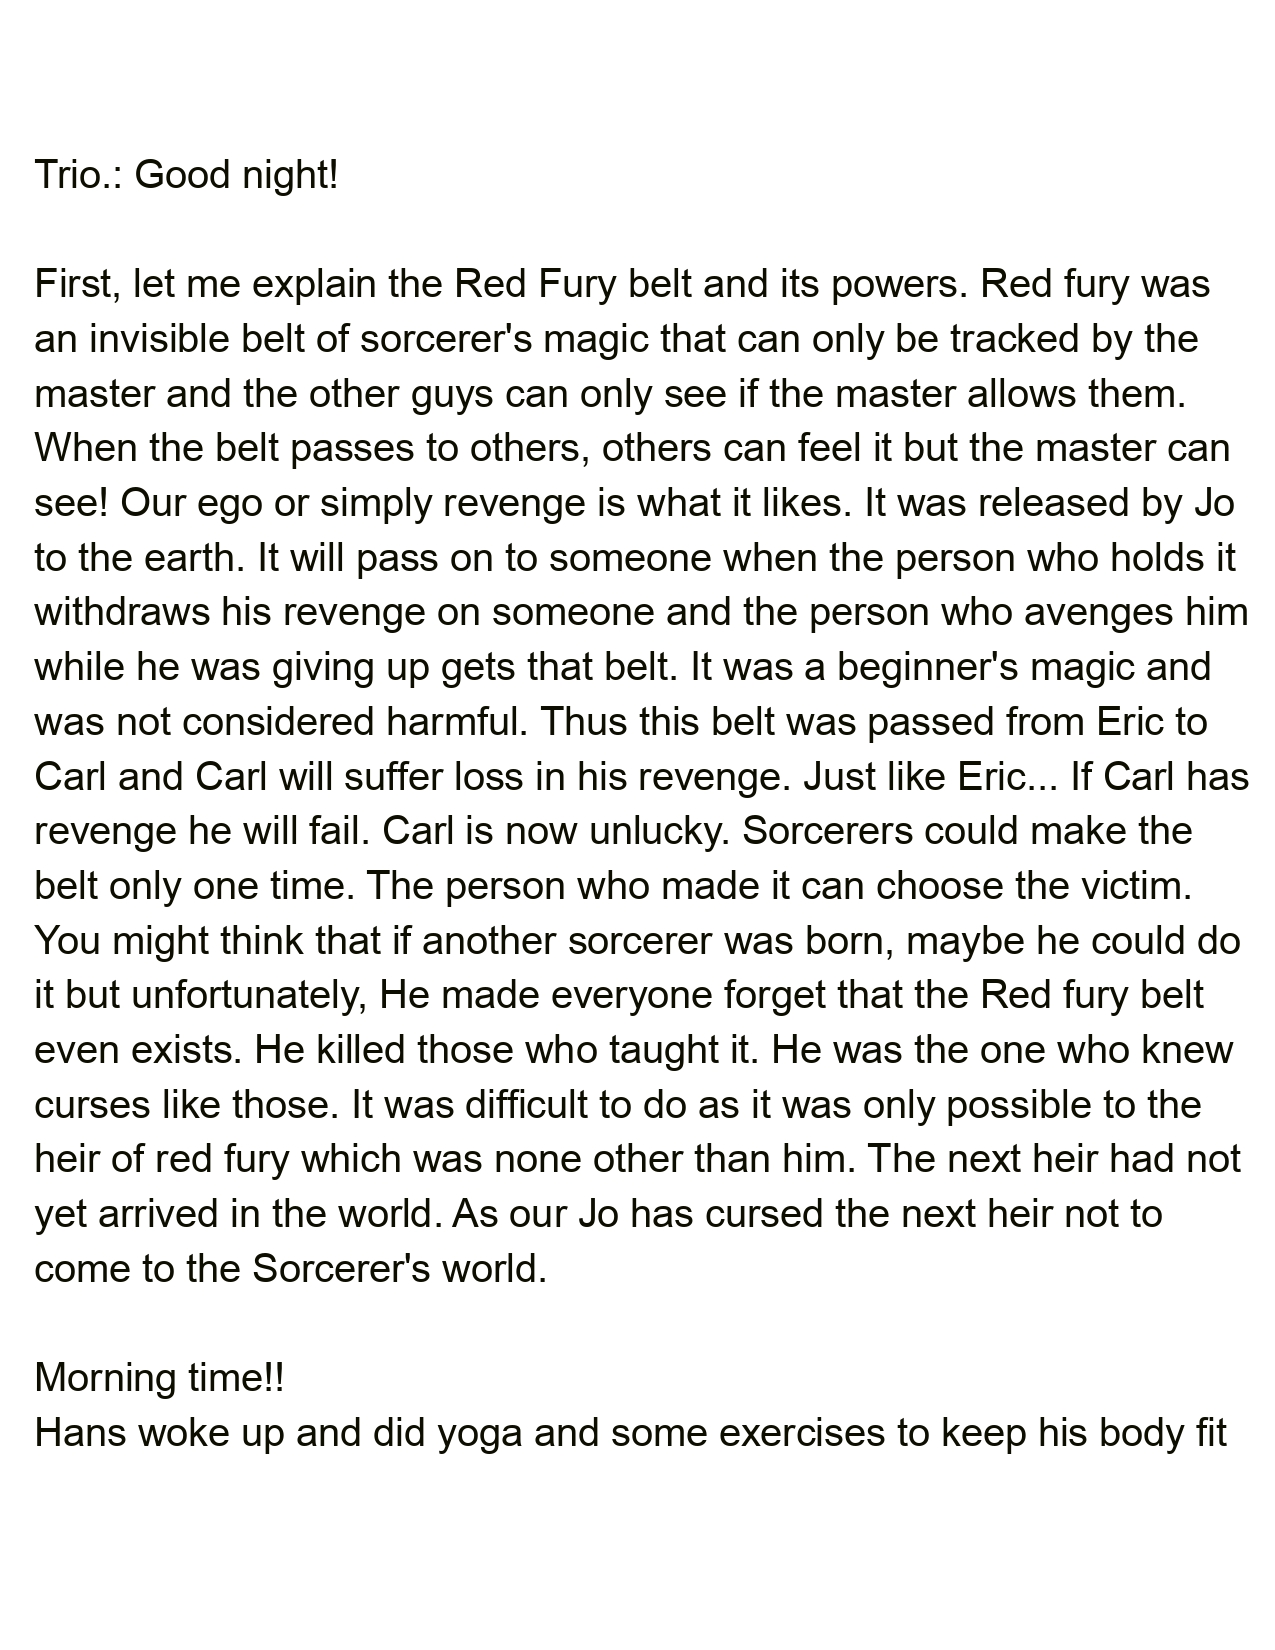 Trio.: Good night!
First, let me explain the Red Fury belt and its powers. Red fury was
an invisible belt of sorcerer's magic that can only be tracked by the
master and the other guys can only see if the master allows them.
When the belt passes to others, others can feel it but the master can
see! Our ego or simply revenge is what it likes. It was released by Jo
to the earth. It will pass on to someone when the person who holds it
withdraws his revenge on someone and the person who avenges him
while he was giving up gets that belt. It was a beginner's magic and
was not considered harmful. Thus this belt was passed from Eric to
Carl and Carl will suffer loss in his revenge. Just like Eric... If Carl has
revenge he will fail. Carl is now unlucky. Sorcerers could make the
belt only one time. The person who made it can choose the victim.
You might think that if another sorcerer was born, maybe he could do
it but unfortunately, He made everyone forget that the Red fury belt
even exists. He killed those who taught it. He was the one who knew
curses like those. It was difficult to do as it was only possible to the
heir of red fury which was none other than him. The next heir had not
yet arrived in the world. As our Jo has cursed the next heir not to
come to the Sorcerer's world.
Morning time!!
Hans woke up and did yoga and some exercises to keep his body fit